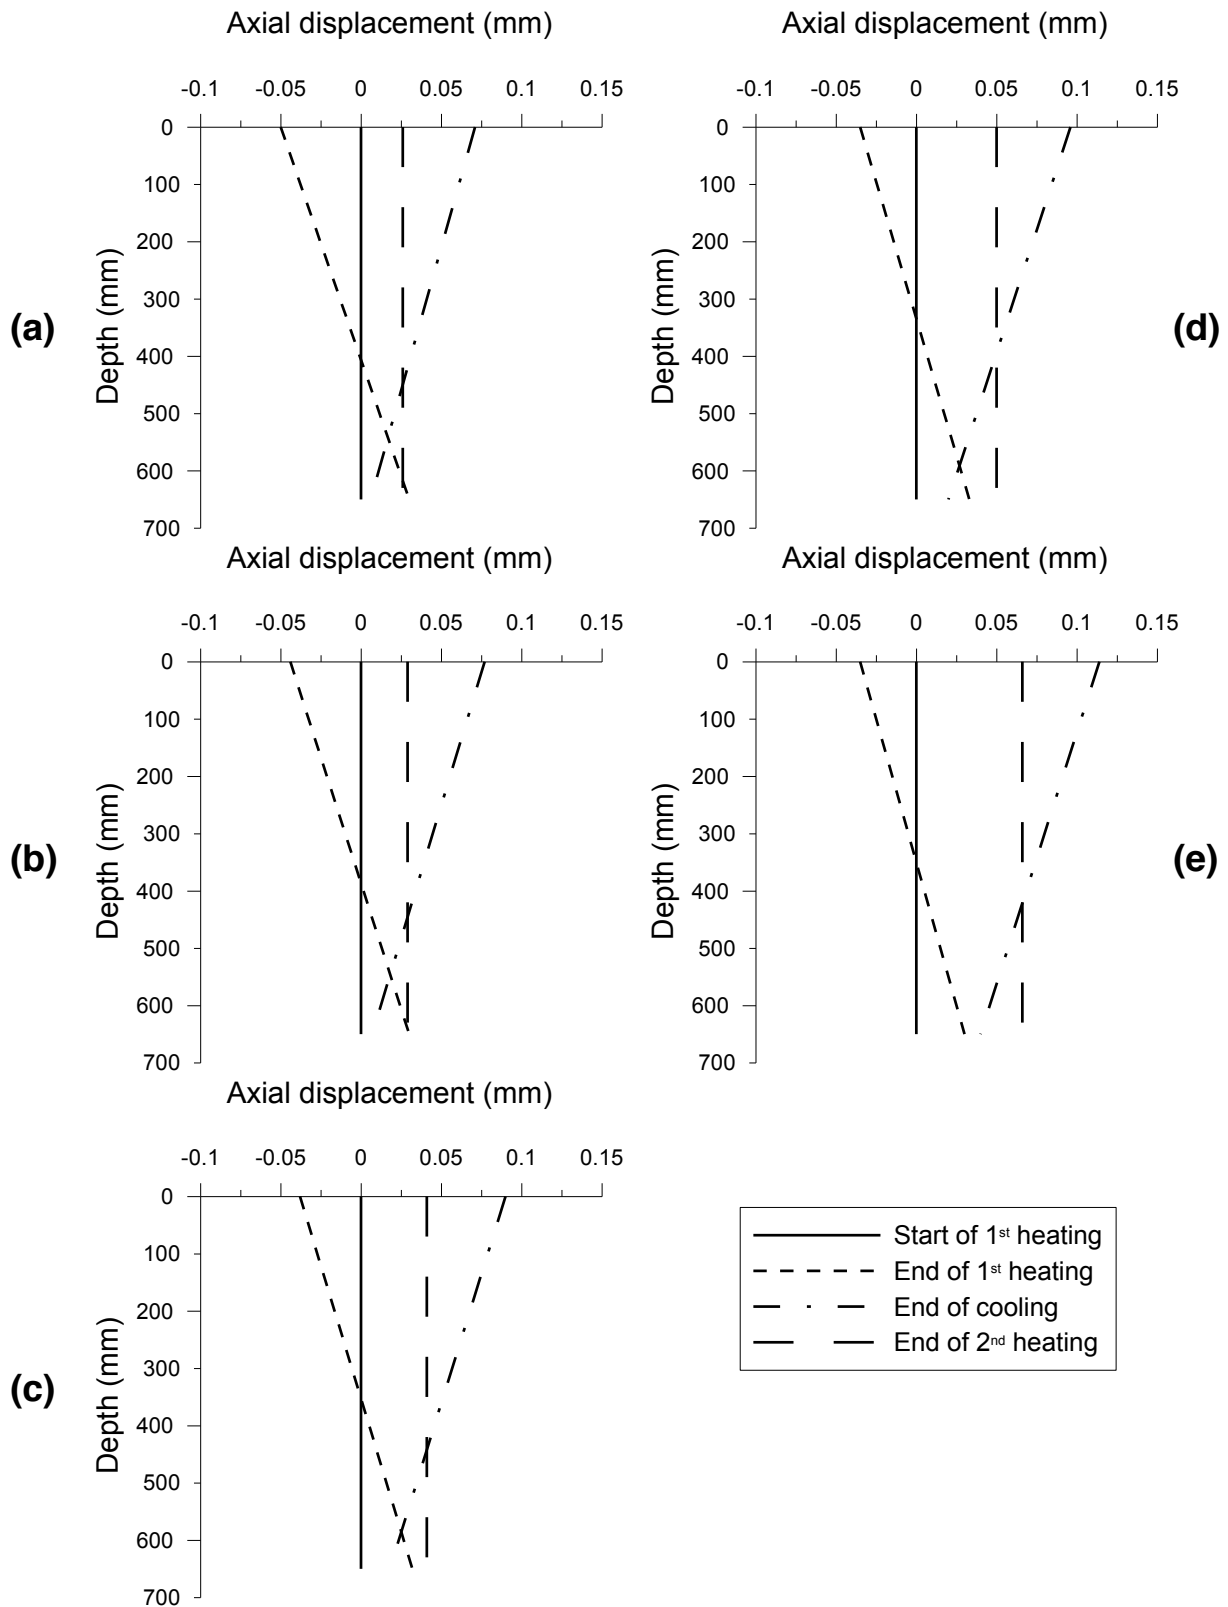 Axial displacement (mm)
-0.1 -0.05 0 0.05 0.1 0.15
0
100
200
300
400
500
600
700
Depth (mm)
(a)
Axial displacement (mm)
-0.1 -0.05 0 0.05 0.1 0.15
0
100
200
300
400
500
600
700
Depth (mm)
(d)
Axial displacement (mm)
-0.1 -0.05 0 0.05 0.1 0.15
0
100
200
300
400
500
600
700
Depth (mm)
(b)
Axial displacement (mm)
-0.1 -0.05 0 0.05 0.1 0.15
0
100
200
300
400
500
600
700
Depth (mm)
(e)
Axial displacement (mm)
-0.1 -0.05 0 0.05 0.1 0.15
0
100
200
300
400
500
600
700
Depth (mm)
(c)
Start of 1st heating
End of 1st heating
End of cooling
End of 2nd heating